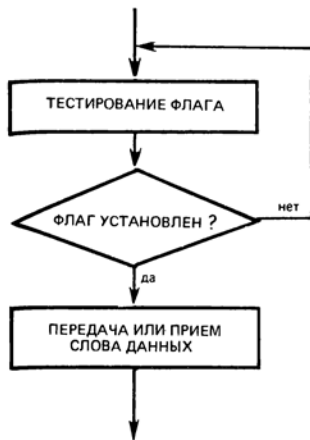 ТЕСТИРОВАНИЕ ФЛАГА
ФЛАГ УСТАНОВЛЕН ?
нет
да
ПЕРЕДАЧА ИЛИ ПРИЕМ
СЛОВА ДАННЫХ